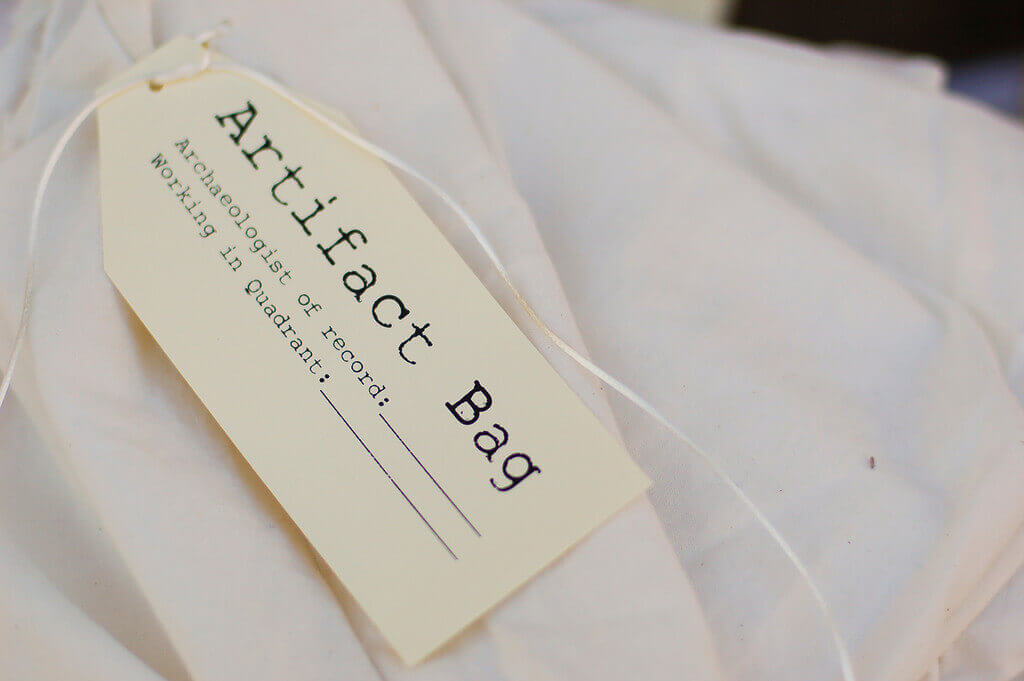 Artifact Bag
Archaeologist of record:
Working in Quadrant: